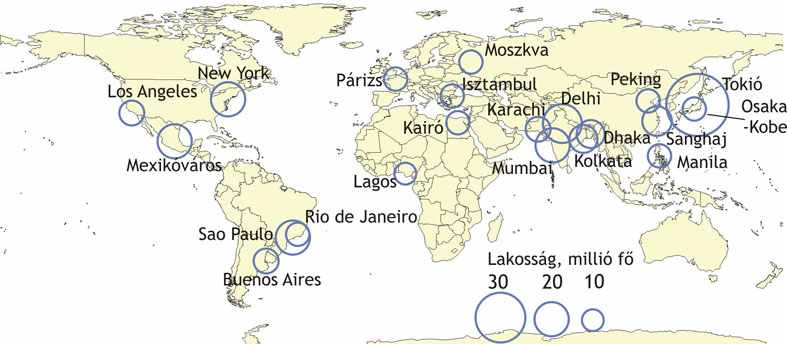 Moszkva
New York
Párizs
Los Angeles
Isztambul
Peking
Tokió
Karachi
Delhi
Osaka
-Kobe
Kairó
Dhaka
Sanghaj
Mexikóváros
Mumbai
Kolkata
Manila
Lagos
Rio de Janeiro
Sao Paulo
Buenos Aires
Lakosság, millió fő
30 20 10